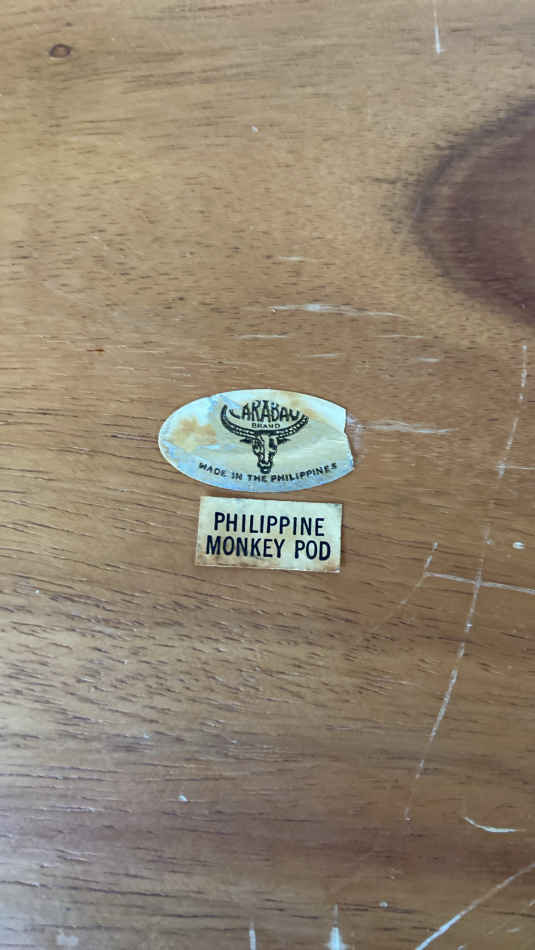 CARABAO
BRAND
MADE IN THE PHILIPPINES
PHILIPPINE
MONKEY POD